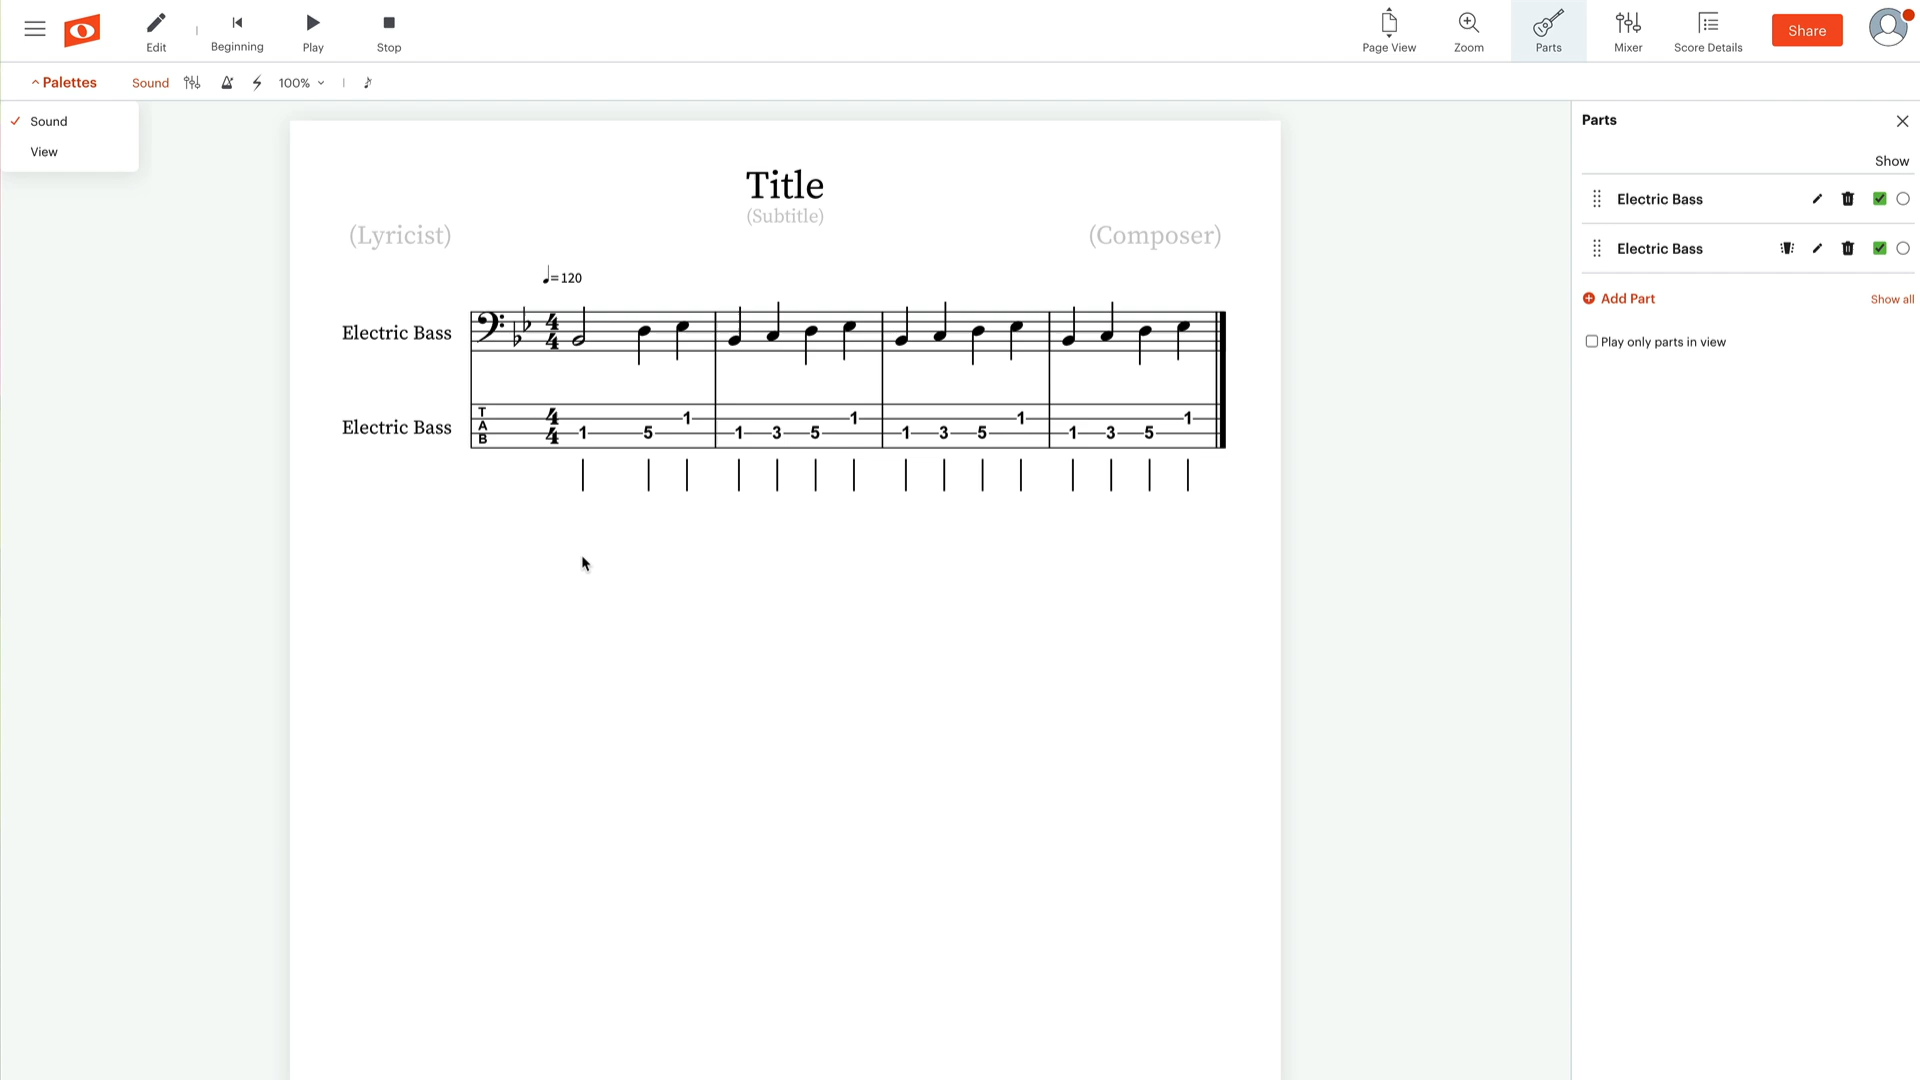 Edit
Beginning
Play
Stop
Page View
Zoom
Parts
Mixer
Score Details
Share
Palettes
Sound
100%
Sound
View
Parts
Show
Electric Bass
Electric Bass
Add Part
Show all
Play only parts in view
Title
(Subtitle)
(Lyricist)
(Composer)
=120
Electric Bass
4
4
Electric Bass
T
A
B
4
4
1 5 1 1 3 5 1 1 3 5 1 1 3 5 1